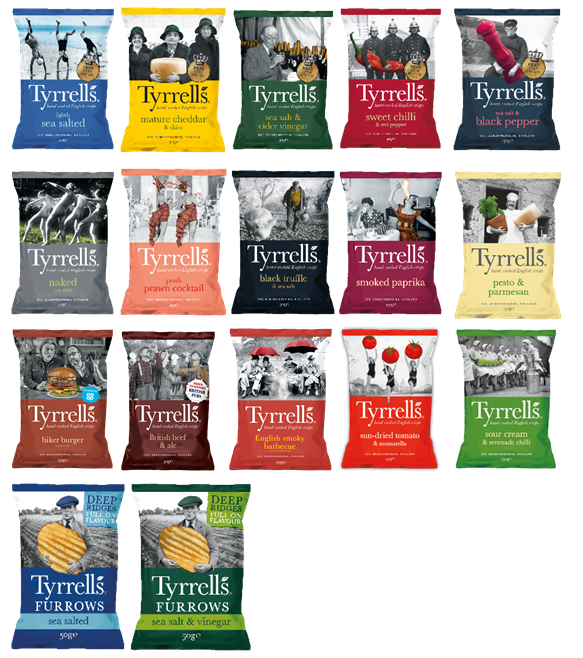 Tyrrells
hand-cooked English crisps
lightly
sea salted
Tyrrells
hand-cooked English crisps
mature cheddar
& chive
Tyrrells
hand-cooked English crisps
sea salt &
cider vinegar
Tyrrells
hand-cooked English crisps
sweet chilli
& red pepper
Tyrrells
hand-cooked English crisps
sea salt &
black pepper
Tyrrells
hand-cooked English crisps
naked
Tyrrells
hand-cooked English crisps
posh
prawn cocktail
Tyrrells
hand-cooked English crisps
black truffle
& sea salt
Tyrrells
hand-cooked English crisps
smoked paprika
Tyrrells
hand-cooked English crisps
pesto &
parmesan
Tyrrells
hand-cooked English crisps
biker burger
Tyrrells
hand-cooked English crisps
British beef
& ale
BRITISH
PUBS
Tyrrells
hand-cooked English crisps
English smoky
barbecue
Tyrrells
hand-cooked English crisps
sun-dried tomato
& mozzarella
Tyrrells
hand-cooked English crisps
sour cream
& serenade chilli
DEEP
RIDGES
FULL ON
FLAVOUR
Tyrrells
FURROWS
sea salted
50g e
DEEP
RIDGES
FULL ON
FLAVOUR
Tyrrells
FURROWS
sea salt & vinegar
50g e